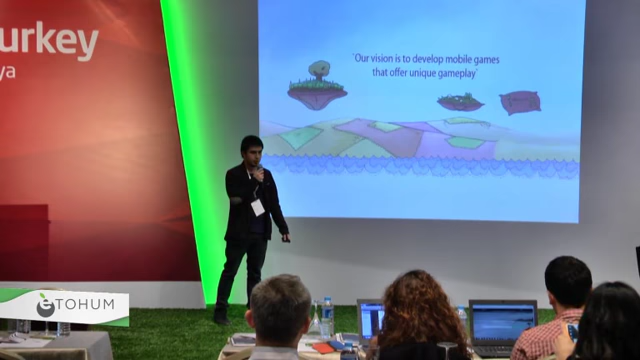 urkey
ya
"Our vision is to develop mobile games
that offer unique gameplay"
eTOHUM